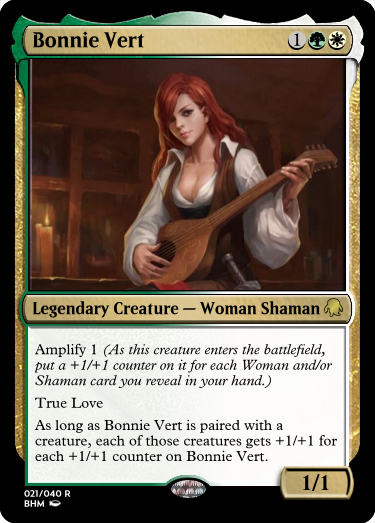 Bonnie Vert 1
Legendary Creature — Woman Shaman
Amplify 1 (As this creature enters the battlefield,
put a +1/+1 counter on it for each Woman and/or
Shaman card you reveal in your hand.)
True Love
As long as Bonnie Vert is paired with a
creature, each of those creatures gets +1/+1 for
each +1/+1 counter on Bonnie Vert.
1/1
021/040 R
BHM